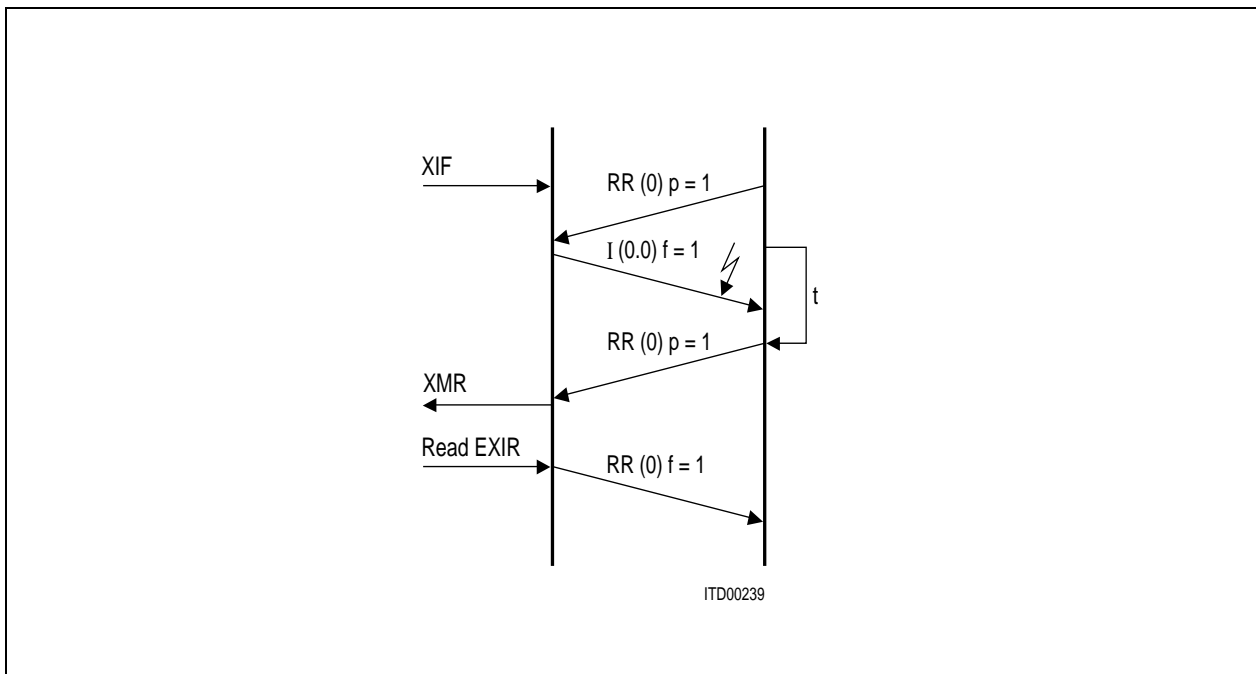 XIF
RR (0) p = 1
I (0.0) f = 1
t
RR (0) p = 1
XMR
Read EXIR
RR (0) f = 1
ITD00239